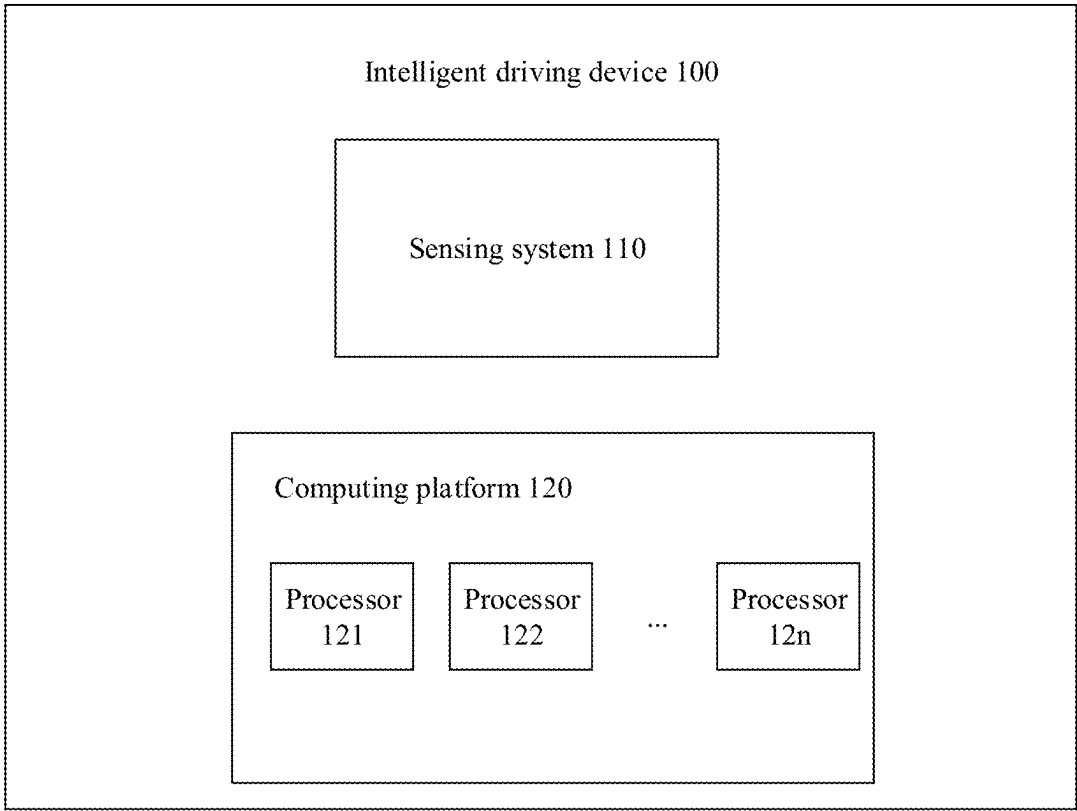 Intelligent driving device 100
Sensing system 110
Computing platform 120
Processor
121
Processor
122
...
Processor
12n